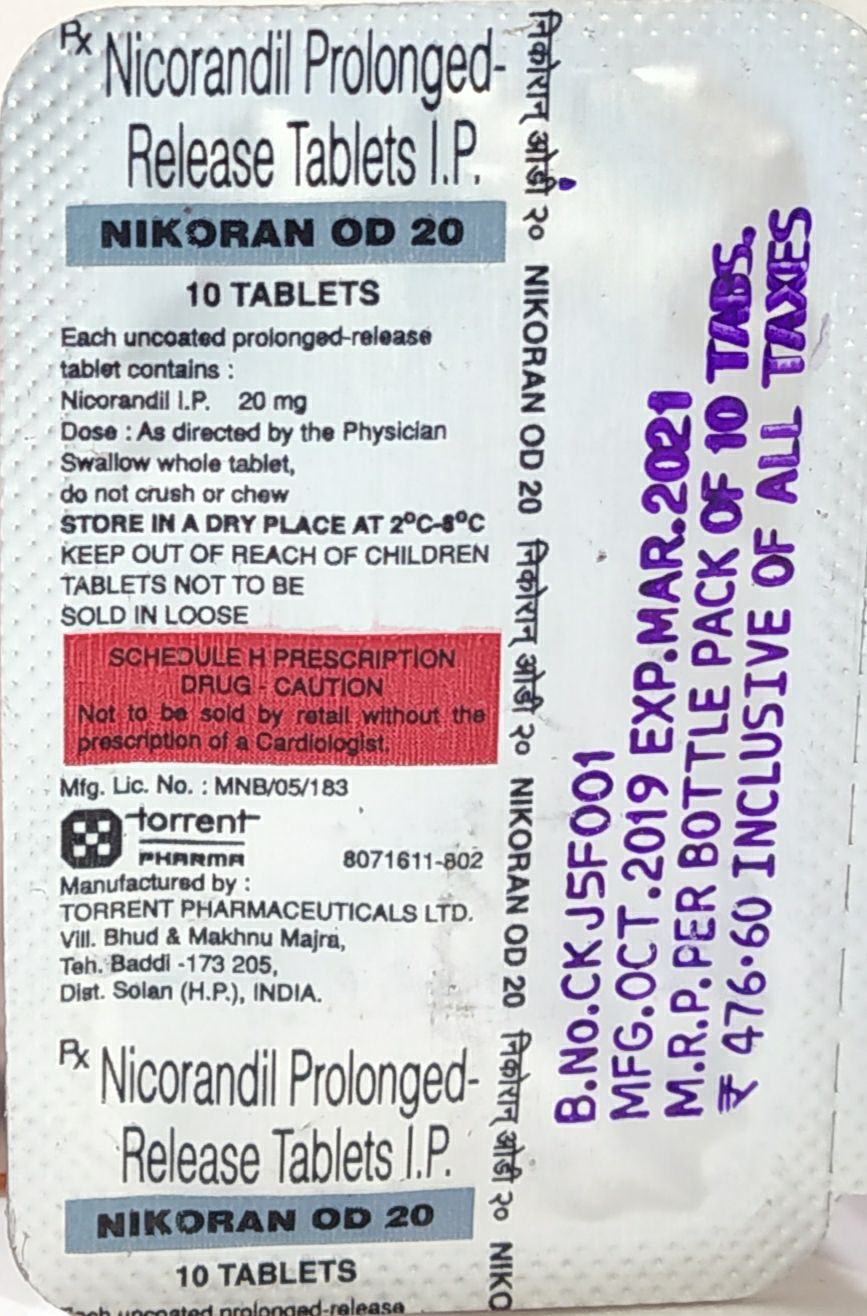 Rx Nicorandil Prolonged-
Release Tablets I.P.
NIKORAN OD 20
10 TABLETS
Each uncoated prolonged-release
tablet contains :
Nicorandil I.P. 20 mg
Dose : As directed by the Physician
Swallow whole tablet,
do not crush or chew
STORE IN A DRY PLACE AT 2°C-8°C
KEEP OUT OF REACH OF CHILDREN
TABLETS NOT TO BE
SOLD IN LOOSE
SCHEDULE H PRESCRIPTION
DRUG - CAUTION
Not to be sold by retail without the
prescription of a Cardiologist.
Mfg. Lic. No. : MNB/05/183
torrent
PHARMA
8071611-802
Manufactured by :
TORRENT PHARMACEUTICALS LTD.
Vill. Bhud & Makhnu Majra,
Teh. Baddi -173 205,
Dist. Solan (H.P.), INDIA.
Rx Nicorandil Prolonged-
Release Tablets I.P.
NIKORAN OD 20
10 TABLETS
Each uncoated prolonged-release
निकोरान् ओडी २० NIKORAN OD 20 निकोरान् ओडी २० NIKORAN OD 20 निकोरान् ओडी २० NIKO
B.NO.CKJ5F001
MFG.OCT.2019 EXP.MAR.2021
M.R.P.PER BOTTLE PACK OF 10 TABS.
₹ 476.60 INCLUSIVE OF ALL TAXES